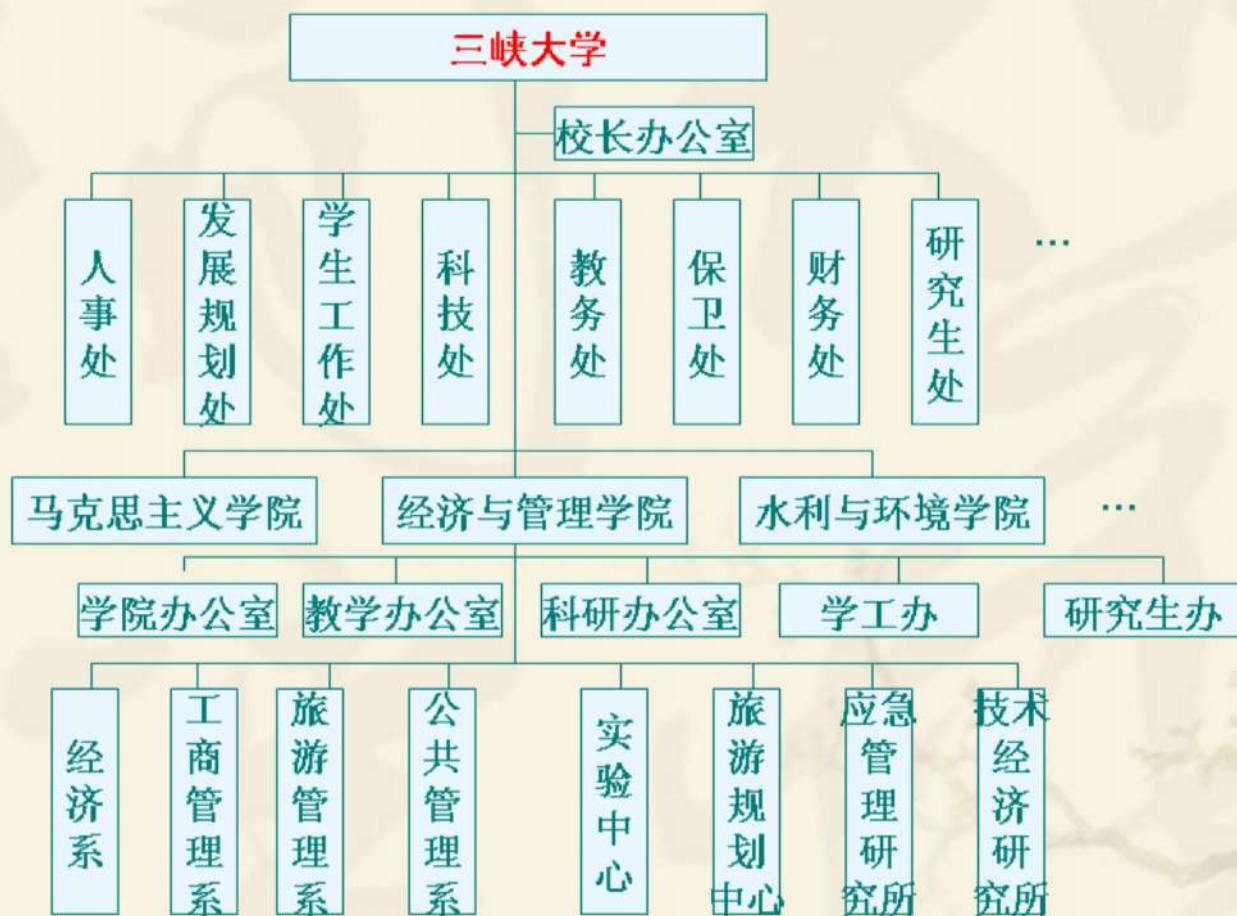 三峡大学
校长办公室
人事处
发展规划处
学生工作处
科技处
教务处
保卫处
财务处
研究生处
…
马克思主义学院
经济与管理学院
水利与环境学院
…
学院办公室
教学办公室
科研办公室
学工办
研究生办
经济系
工商管理系
旅游管理系
公共管理系
实验中心
旅游规划中心
应急管理研究所
技术经济研究所